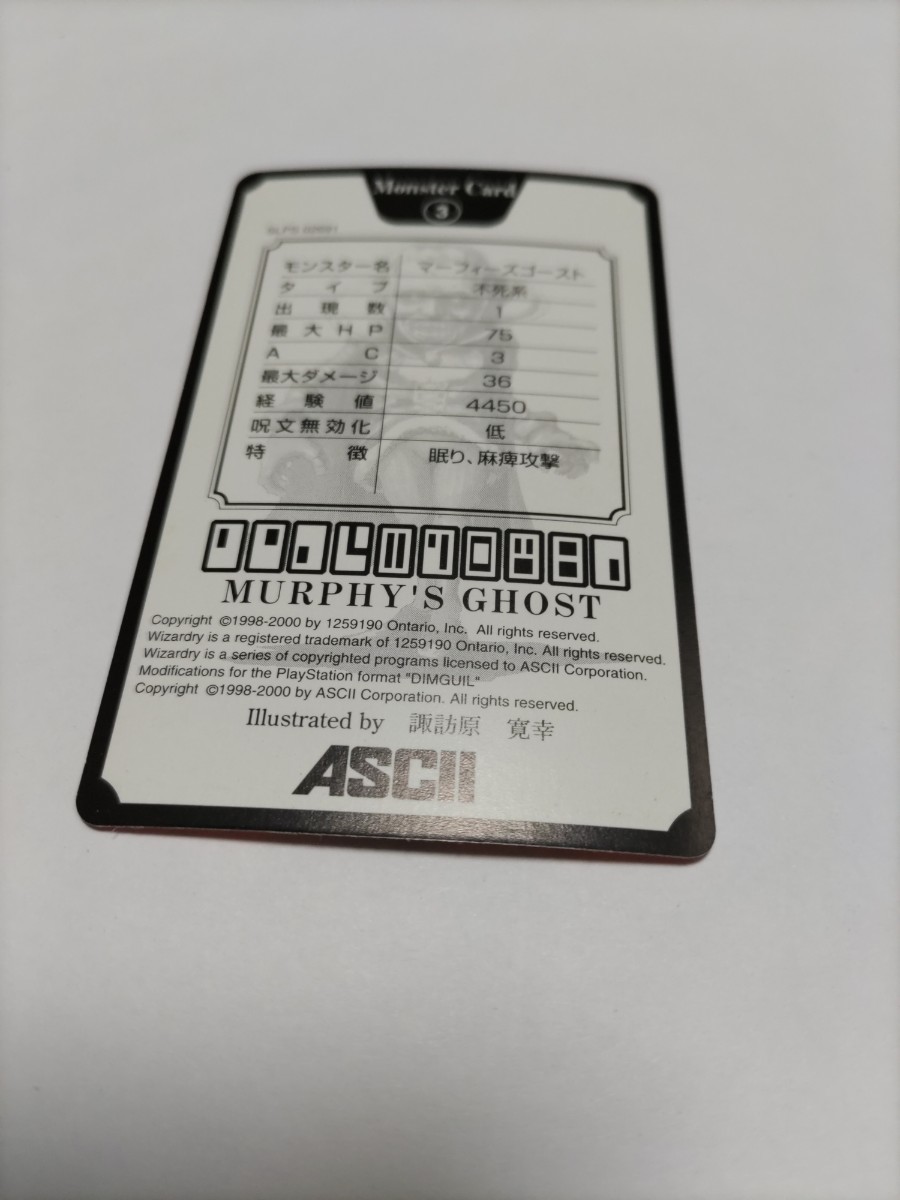 Monster Card
3
モンスター名 マーフィーズゴースト
タイプ 不死系
出現数 1
最大HP 75
AC 3
最大ダメージ 36
経験値 4450
呪文無効化 低
特徴 眠り、麻痺攻撃
MURPHY'S GHOST
Copyright ©1998-2000 by 1259190 Ontario, Inc. All rights reserved.
Wizardry is a registered trademark of 1259190 Ontario, Inc. All rights reserved.
Wizardry is a series of copyrighted programs licensed to ASCII Corporation.
Modifications for the PlayStation format "DIMGUIL"
Copyright ©1998-2000 by ASCII Corporation. All rights reserved.
Illustrated by 諏訪原 寛幸
ASCII